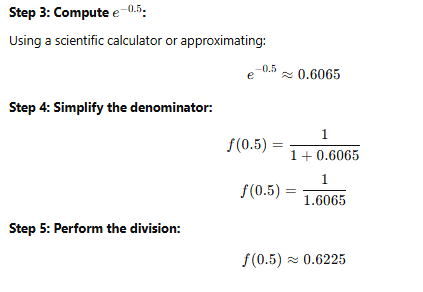 Step 3: Compute e^{-0.5}:
Using a scientific calculator or approximating:
e^{-0.5} ≈ 0.6065
Step 4: Simplify the denominator:
f(0.5) = \frac{1}{1 + 0.6065}
f(0.5) = \frac{1}{1.6065}
Step 5: Perform the division:
f(0.5) ≈ 0.6225